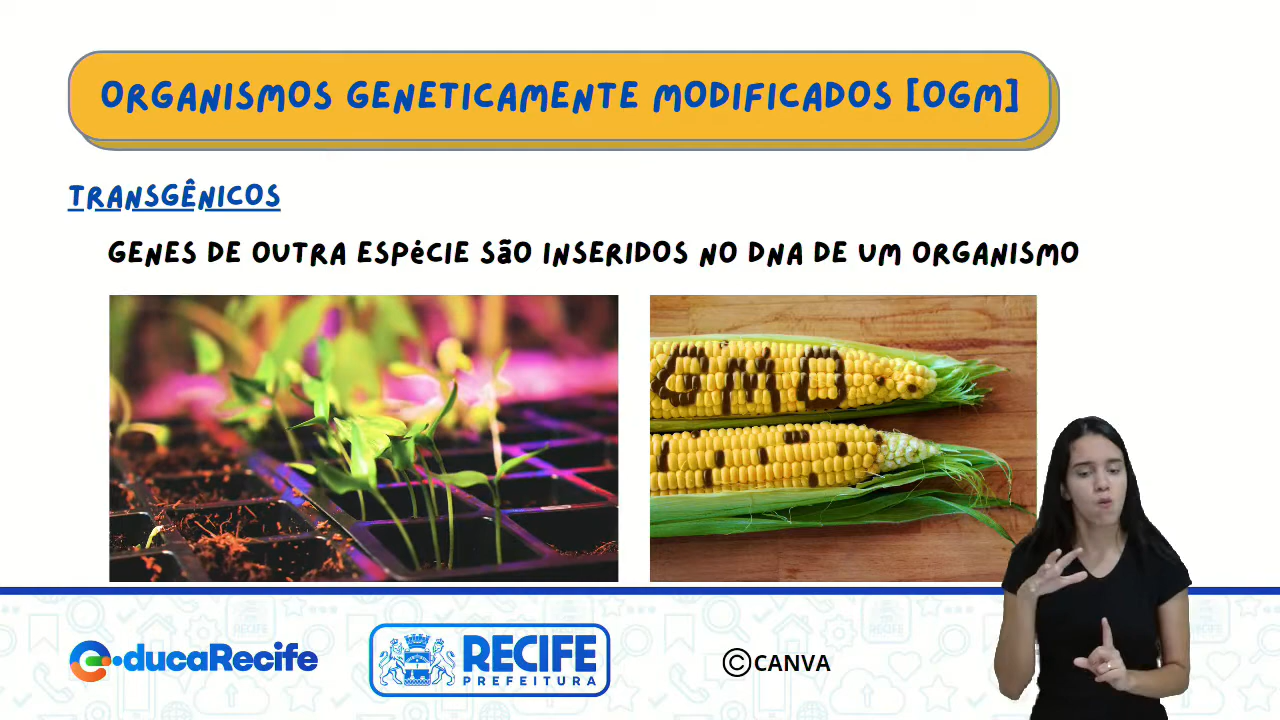 ORGANISMOS GENETICAMENTE MODIFICADOS [OGM]
TRANSGÊNICOS
GENES DE OUTRA ESPÉCIE SÃO INSERIDOS NO DNA DE UM ORGANISMO
GMO
ducaRecife
RECIFE
PREFEITURA
©CANVA